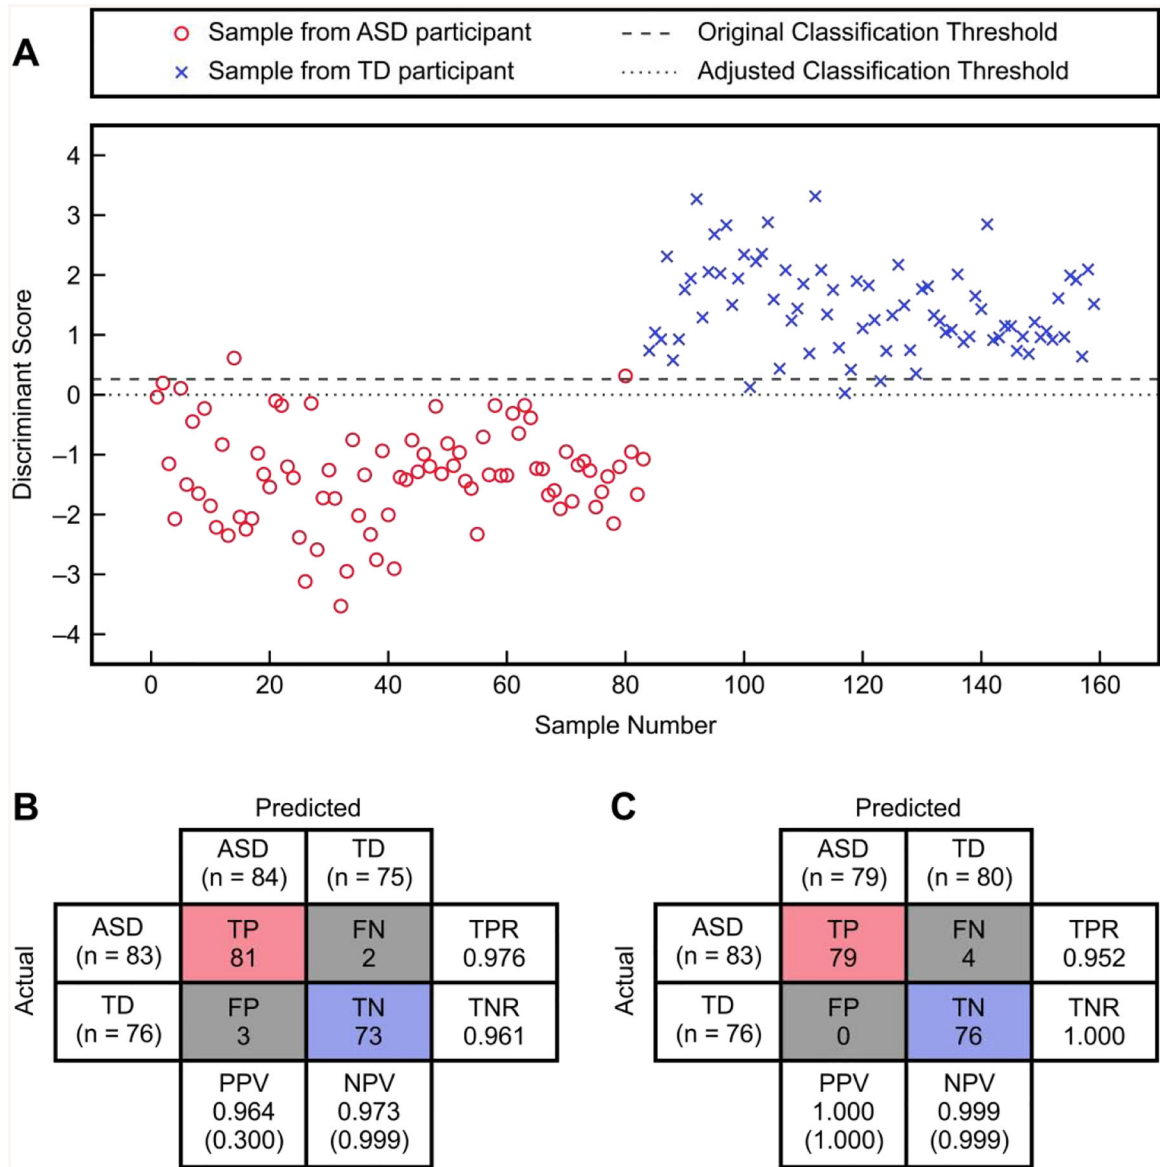 A
Sample from ASD participant
Original Classification Threshold
Sample from TD participant
Adjusted Classification Threshold
4
3
2
1
0
–1
–2
–3
–4
Discriminant Score
0 20 40 60 80 100 120 140 160
Sample Number
B
Predicted
ASD
(n = 84)
TD
(n = 75)
Actual
ASD
(n = 83)
TP
81
FN
2
TPR
0.976
TD
(n = 76)
FP
3
TN
73
TNR
0.961
PPV
0.964
(0.300)
NPV
0.973
(0.999)
C
Predicted
ASD
(n = 79)
TD
(n = 80)
Actual
ASD
(n = 83)
TP
79
FN
4
TPR
0.952
TD
(n = 76)
FP
0
TN
76
TNR
1.000
PPV
1.000
(1.000)
NPV
0.999
(0.999)